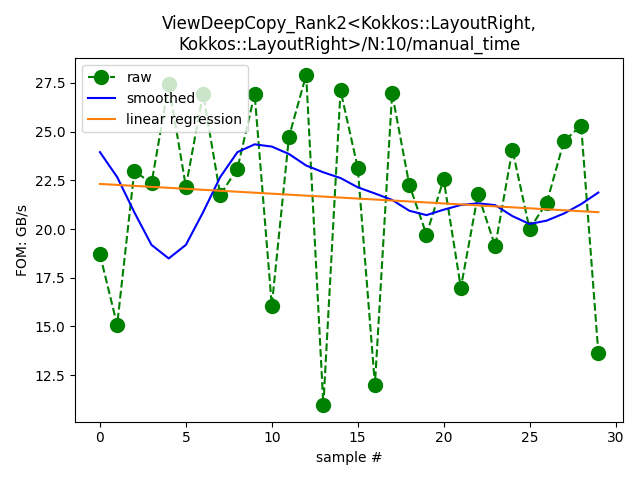 ViewDeepCopy_Rank2<Kokkos::LayoutRight,
Kokkos::LayoutRight>/N:10/manual_time
raw
smoothed
linear regression
FOM: GB/s
27.5
25.0
22.5
20.0
17.5
15.0
12.5
0
5
10
15
20
25
30
sample #